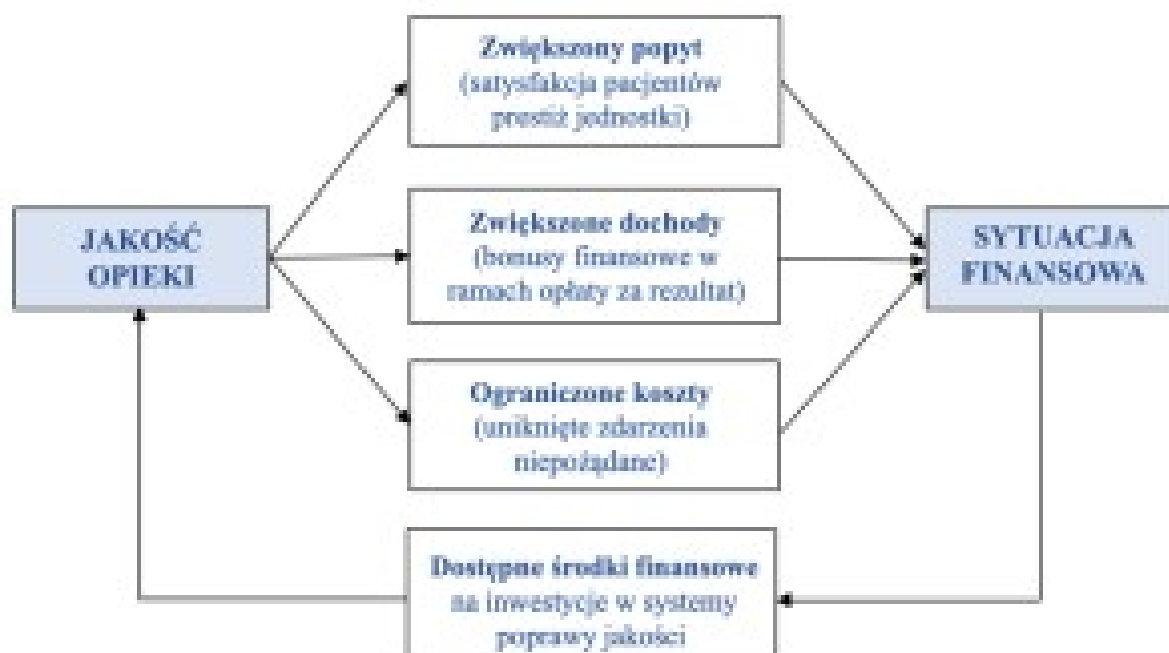 Zwiększony popyt
(satysfakcja pacjentów
prestiż jednostki)
JAKOŚĆ
OPIEKI
Zwiększone dochody
(bonusy finansowe w
ramach opłaty za rezultat)
SYTUACJA
FINANSOWA
Ograniczone koszty
(uniknięte zdarzenia
niepożądane)
Dostępne środki finansowe
na inwestycje w systemy
poprawy jakości